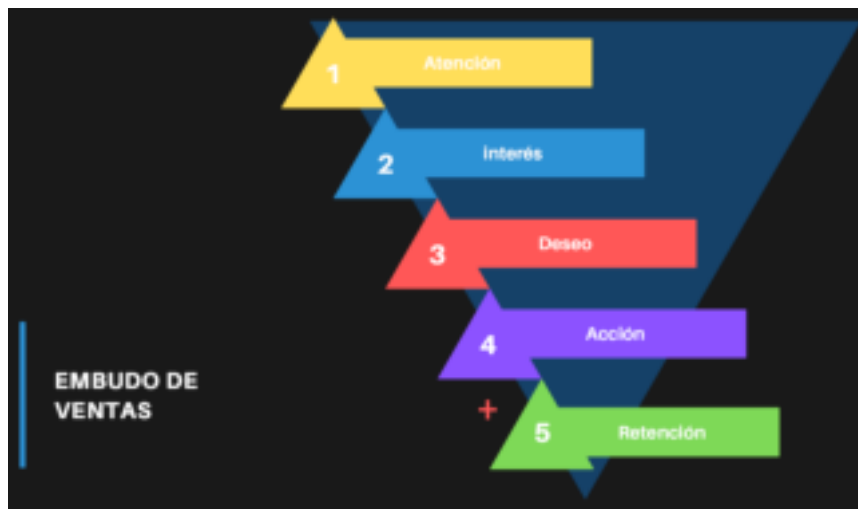 1 Atención
2 Interés
3 Deseo
4 Acción
EMBUDO DE
VENTAS
+
5 Retención